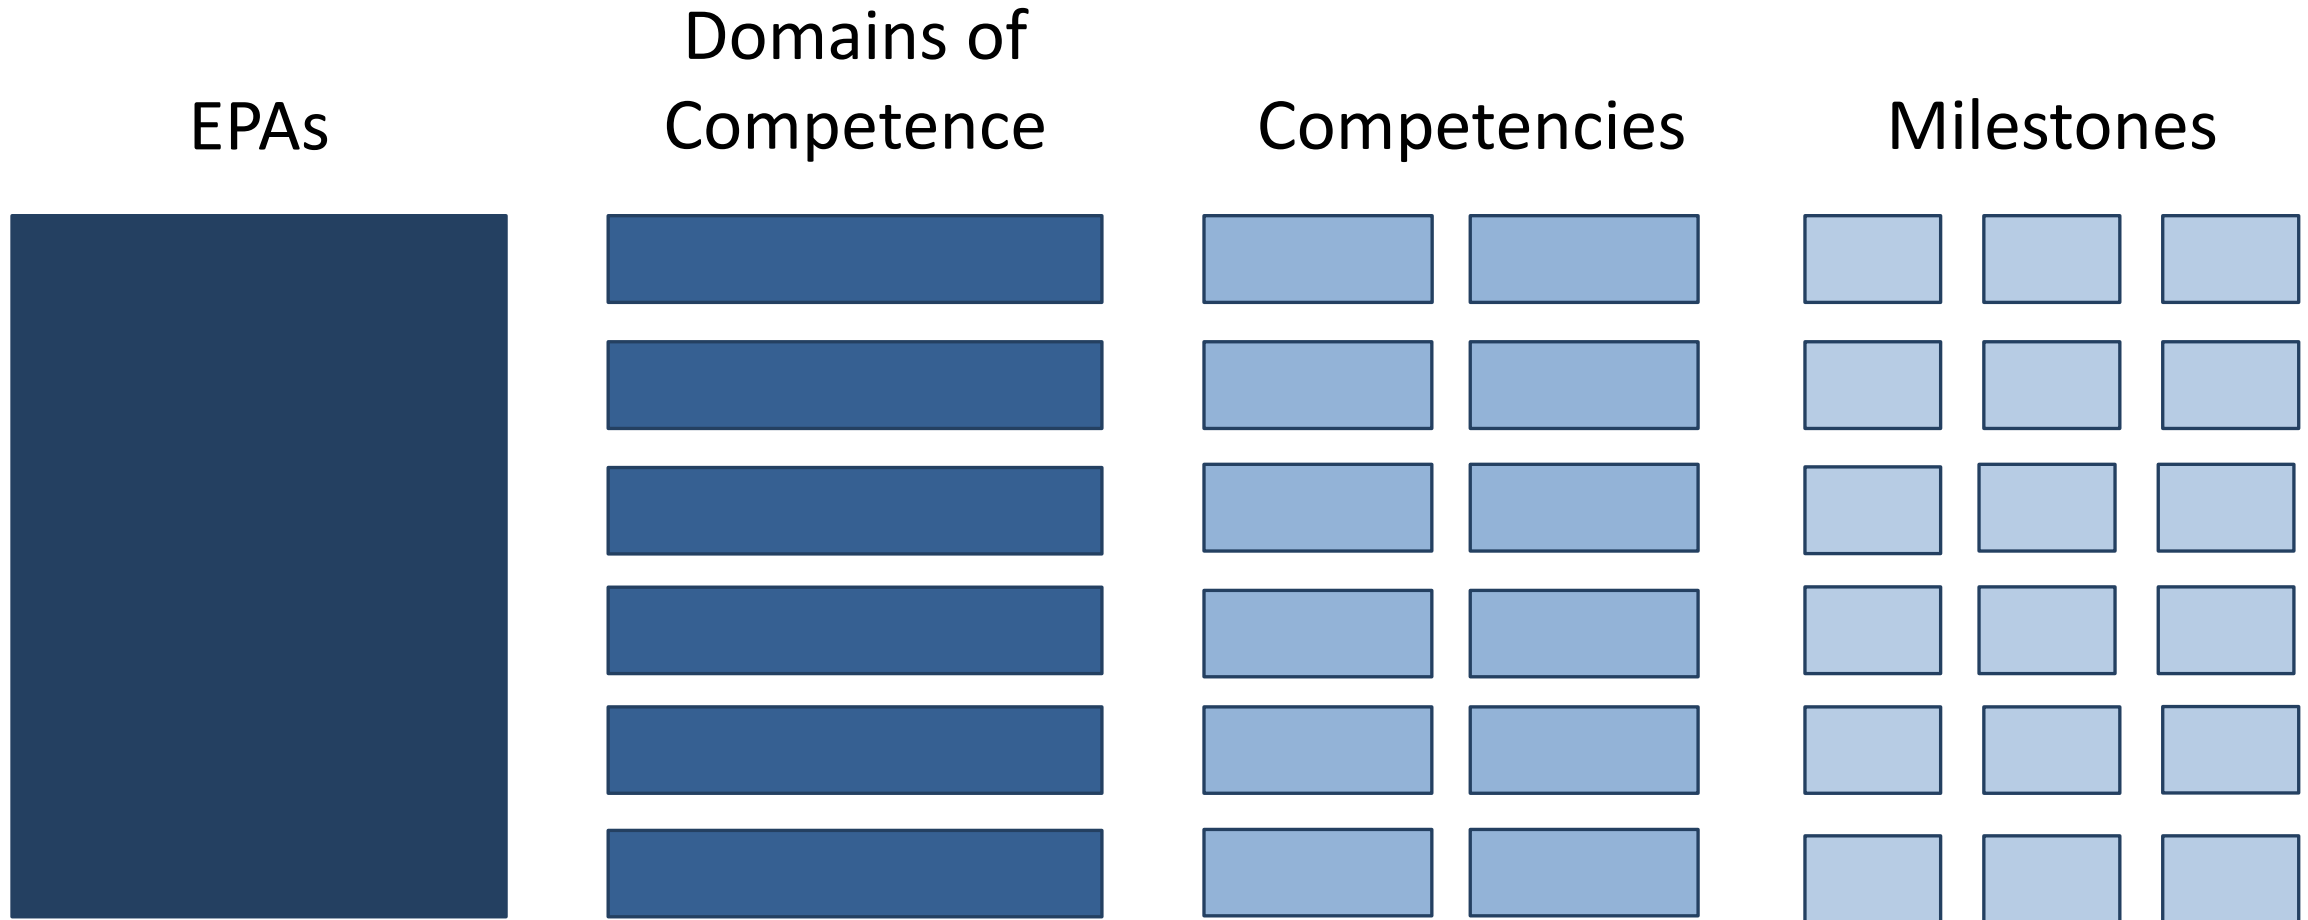 Domains of
EPAs
Competence
Competencies
Milestones